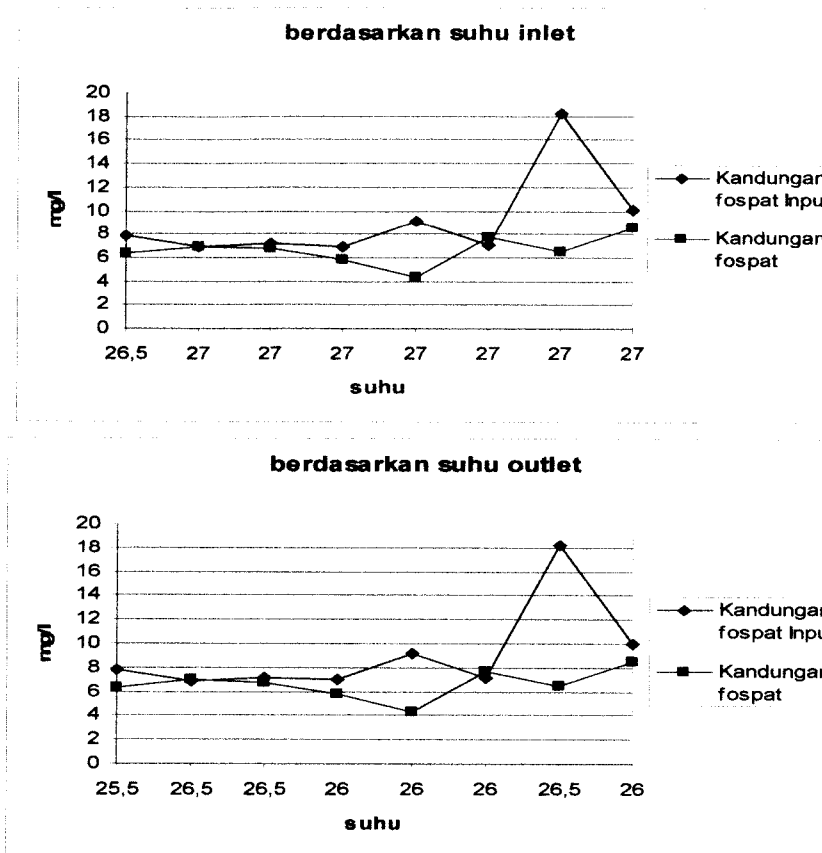 berdasarkan suhu inlet
20
18
16
14
12
10
8
6
4
2
0
mg/l
26,5 27 27 27 27 27 27 27
suhu
Kandungan
fospat Inpu
Kandungan
fospat
berdasarkan suhu outlet
20
18
16
14
12
10
8
6
4
2
0
mg/l
25,5 26,5 26,5 26 26 26 26,5 26
suhu
Kandungan
fospat Inpu
Kandungan
fospat